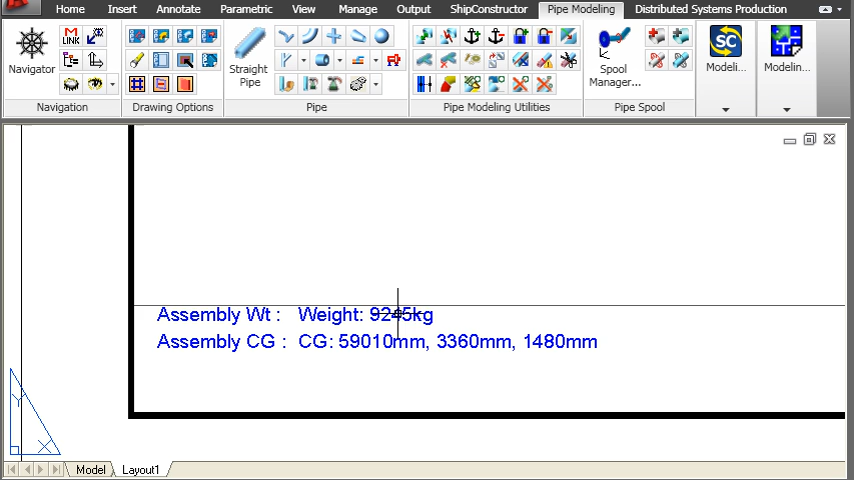 Home Insert Annotate Parametric View Manage Output ShipConstructor Pipe Modeling Distributed Systems Production
M
LINK
Navigator
Straight
Pipe
Spool
Manager...
SC
Modeli...
Modelin...
Navigation
Drawing Options
Pipe
Pipe Modeling Utilities
Pipe Spool
Assembly Wt : Weight: 9245kg
Assembly CG : CG: 59010mm, 3360mm, 1480mm
Y
X
Model Layout1